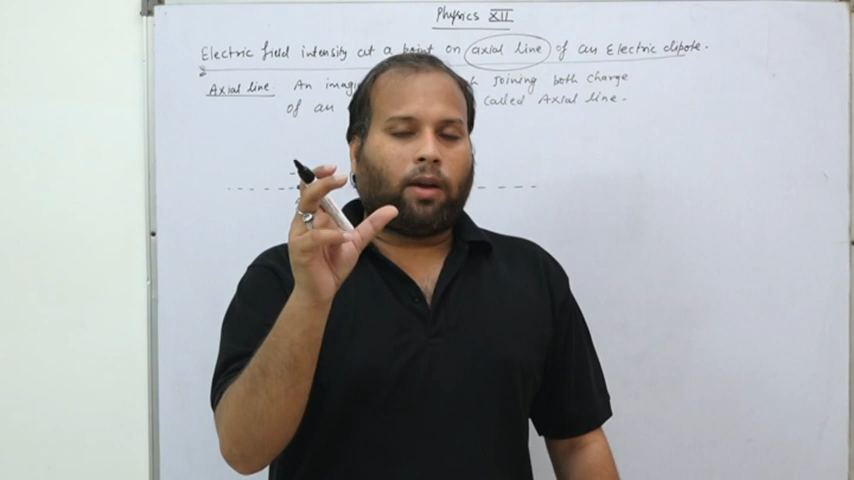 Physics XII
Electric field intensity at a point on axial line of an Electric dipole.
Axial line An joining both charge
of an called Axial line.